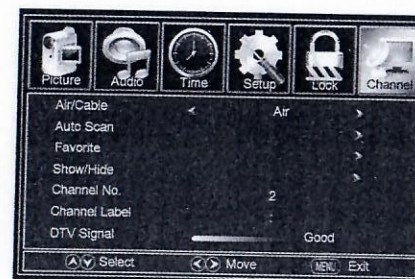 Picture Audio Time Setup Lock Channel
Air/Cable Air
Auto Scan
Favorite
Show/Hide
Channel No. 2
Channel Label :
DTV Signal Good
Select Move MENU Exit